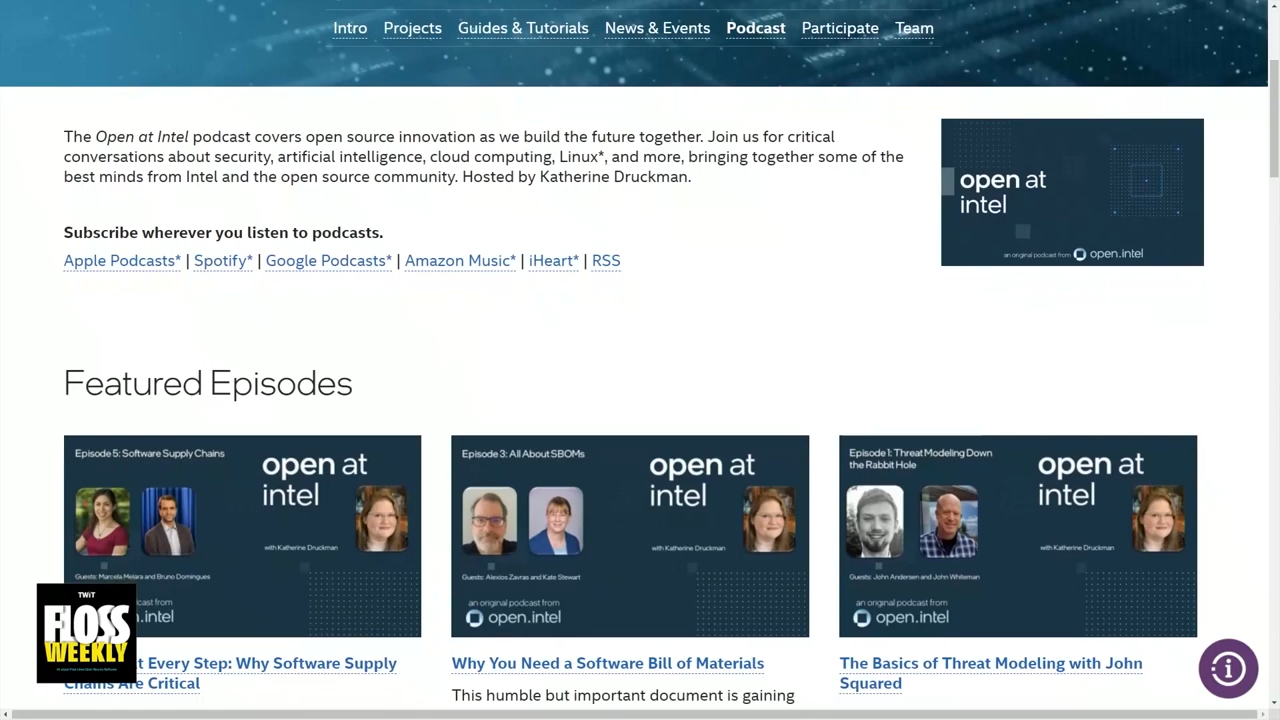 Intro Projects Guides & Tutorials News & Events Podcast Participate Team
The Open at Intel podcast covers open source innovation as we build the future together. Join us for critical
conversations about security, artificial intelligence, cloud computing, Linux*, and more, bringing together some of the
best minds from Intel and the open source community. Hosted by Katherine Druckman.
open at
intel
an original podcast from open.intel
Subscribe wherever you listen to podcasts.
Apple Podcasts* | Spotify* | Google Podcasts* | Amazon Music* | iHeart* | RSS
Featured Episodes
Episode 5: Software Supply Chains
open at
intel
with Katherine Druckman
Guests: Marcela Melara and Bruno Domingues
dcast from
n.intel
Episode 3: All About SBOMs
open at
intel
with Katherine Druckman
Guests: Alexios Zavras and Kate Stewart
an original podcast from
open.intel
Episode 1: Threat Modeling Down
the Rabbit Hole
open at
intel
with Katherine Druckman
Guests: John Andersen and John Whiteman
an original podcast from
open.intel
TWiT
FLOSS
WEEKLY
t Every Step: Why Software Supply
Chains Are Critical
Why You Need a Software Bill of Materials
This humble but important document is gaining
The Basics of Threat Modeling with John
Squared